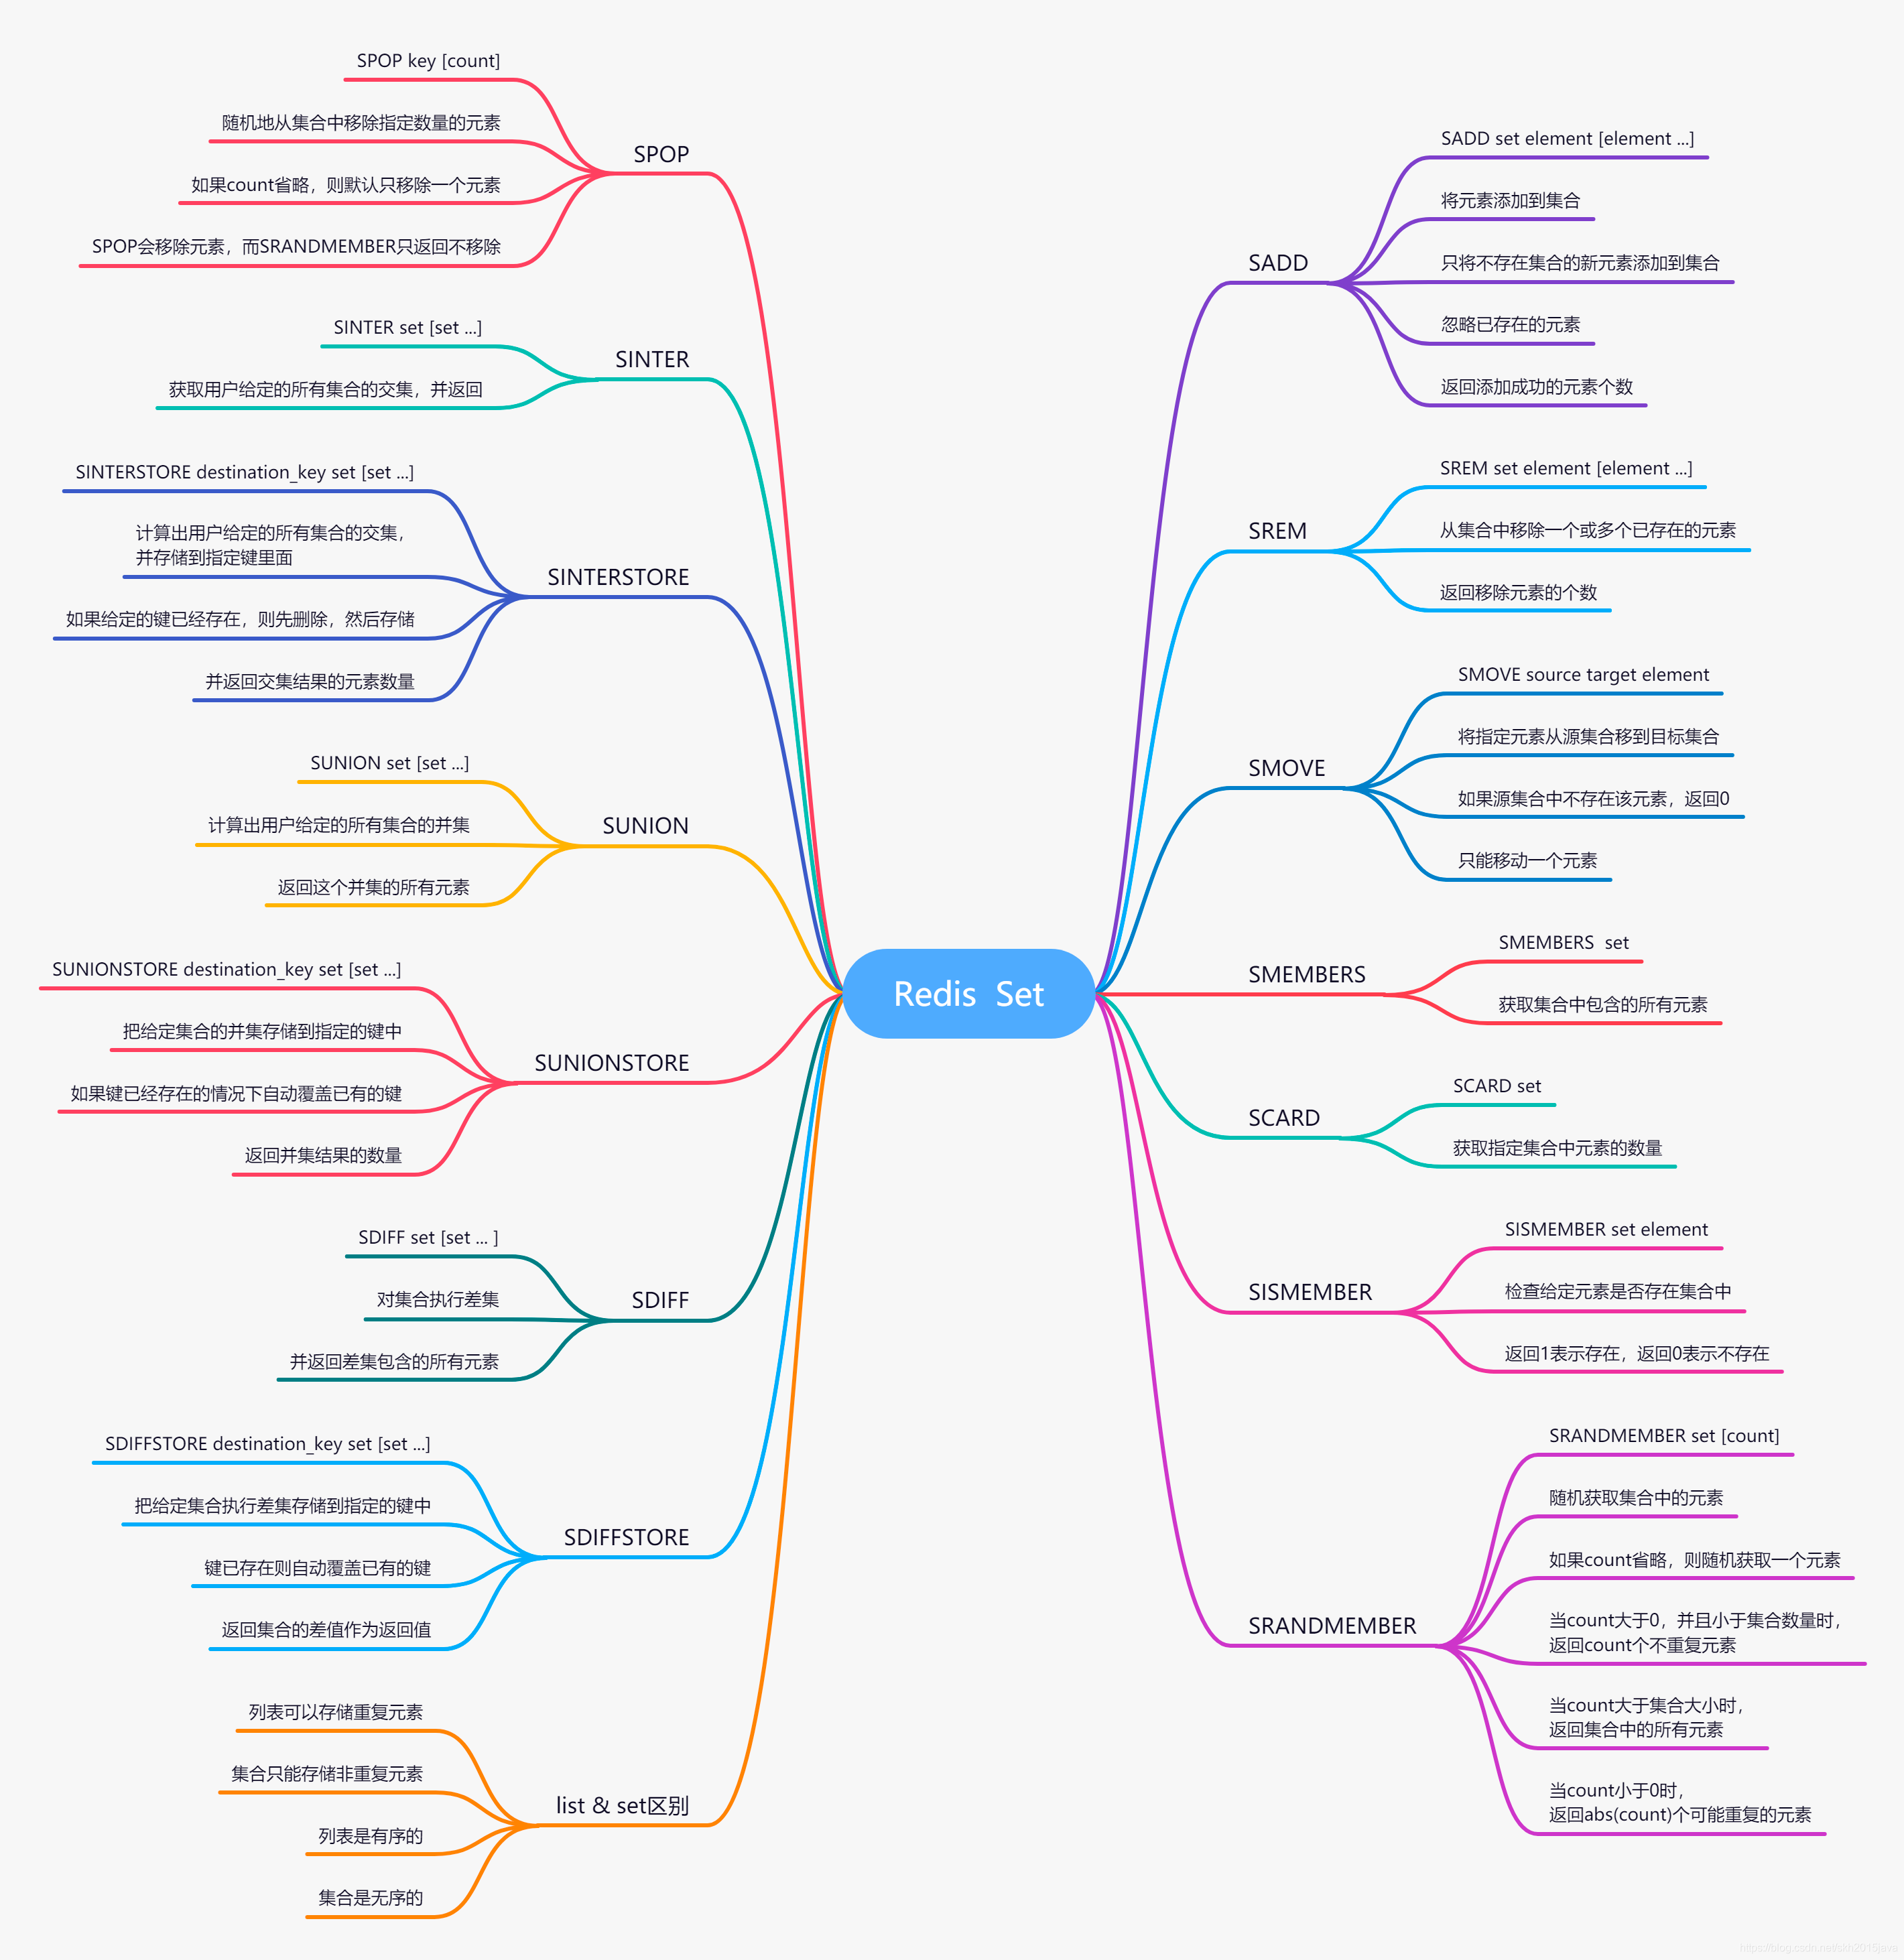 Redis  Set
SPOP
SPOP key [count]
随机地从集合中移除指定数量的元素
如果count省略，则默认只移除一个元素
SPOP会移除元素，而SRANDMEMBER只返回不移除
SINTER
SINTER set [set ...]
获取用户给定的所有集合的交集，并返回
SINTERSTORE
SINTERSTORE destination_key set [set ...]
计算出用户给定的所有集合的交集，
并存储到指定键里面
如果给定的键已经存在，则先删除，然后存储
并返回交集结果的元素数量
SUNION
SUNION set [set ...]
计算出用户给定的所有集合的并集
返回这个并集的所有元素
SUNIONSTORE
SUNIONSTORE destination_key set [set ...]
把给定集合的并集存储到指定的键中
如果键已经存在的情况下自动覆盖已有的键
返回并集结果的数量
SDIFF
SDIFF set [set ... ]
对集合执行差集
并返回差集包含的所有元素
SDIFFSTORE
SDIFFSTORE destination_key set [set ...]
把给定集合执行差集存储到指定的键中
键已存在则自动覆盖已有的键
返回集合的差值作为返回值
list & set区别
列表可以存储重复元素
集合只能存储非重复元素
列表是有序的
集合是无序的
SADD
SADD set element [element ...]
将元素添加到集合
只将不存在集合的新元素添加到集合
忽略已存在的元素
返回添加成功的元素个数
SREM
SREM set element [element ...]
从集合中移除一个或多个已存在的元素
返回移除元素的个数
SMOVE
SMOVE source target element
将指定元素从源集合移到目标集合
如果源集合中不存在该元素，返回0
只能移动一个元素
SMEMBERS
SMEMBERS  set
获取集合中包含的所有元素
SCARD
SCARD set
获取指定集合中元素的数量
SISMEMBER
SISMEMBER set element
检查给定元素是否存在集合中
返回1表示存在，返回0表示不存在
SRANDMEMBER
SRANDMEMBER set [count]
随机获取集合中的元素
如果count省略，则随机获取一个元素
当count大于0，并且小于集合数量时，
返回count个不重复元素
当count大于集合大小时，
返回集合中的所有元素
当count小于0时，
返回abs(count)个可能重复的元素